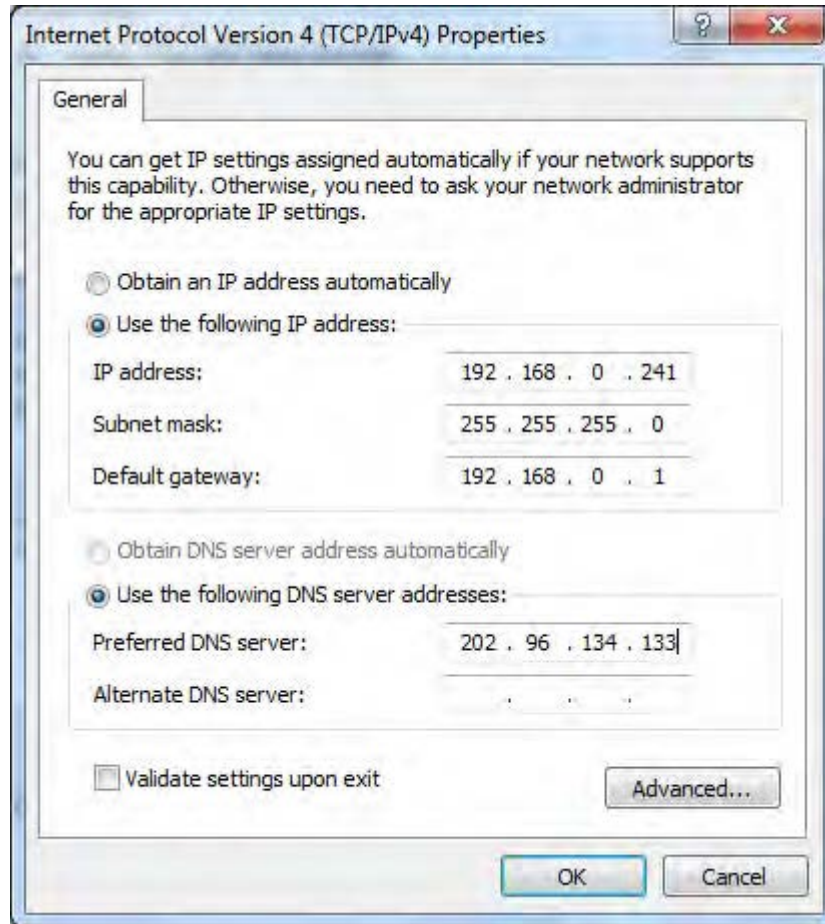 Internet Protocol Version 4 (TCP/IPv4) Properties
General
You can get IP settings assigned automatically if your network supports
this capability. Otherwise, you need to ask your network administrator
for the appropriate IP settings.
Obtain an IP address automatically
Use the following IP address:
IP address: 192 . 168 . 0 . 241
Subnet mask: 255 . 255 . 255 . 0
Default gateway: 192 . 168 . 0 . 1
Obtain DNS server address automatically
Use the following DNS server addresses:
Preferred DNS server: 202 . 96 . 134 . 133
Alternate DNS server: . . .
Validate settings upon exit
Advanced...
OK Cancel